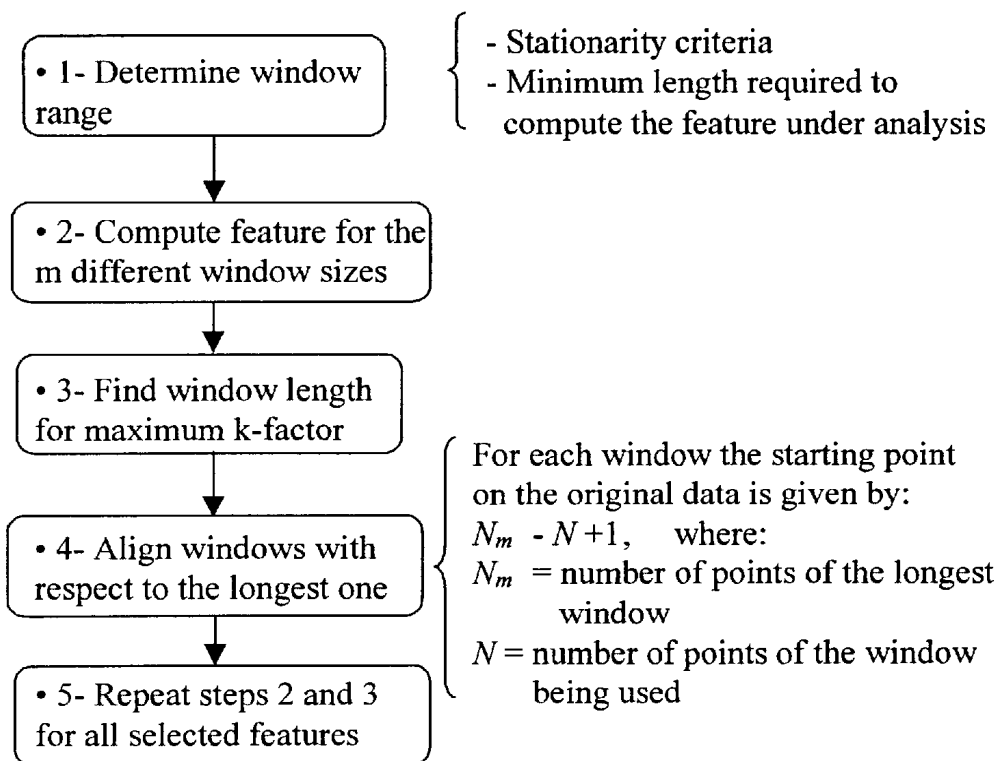 • 1- Determine window
range
- Stationarity criteria
- Minimum length required to
compute the feature under analysis
• 2- Compute feature for the
m different window sizes
• 3- Find window length
for maximum k-factor
• 4- Align windows with
respect to the longest one
For each window the starting point
on the original data is given by:
Nm - N +1, where:
Nm = number of points of the longest
window
N = number of points of the window
being used
• 5- Repeat steps 2 and 3
for all selected features